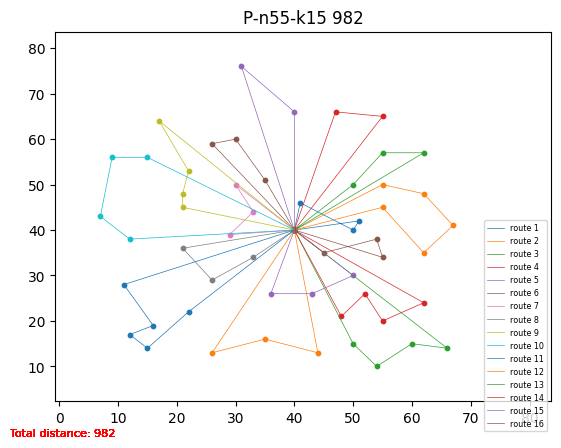 P-n55-k15 982
80
70
60
50
40
30
20
10
0 10 20 30 40 50 60 70 80
route 1
route 2
route 3
route 4
route 5
route 6
route 7
route 8
route 9
route 10
route 11
route 12
route 13
route 14
route 15
route 16
Total distance: 982